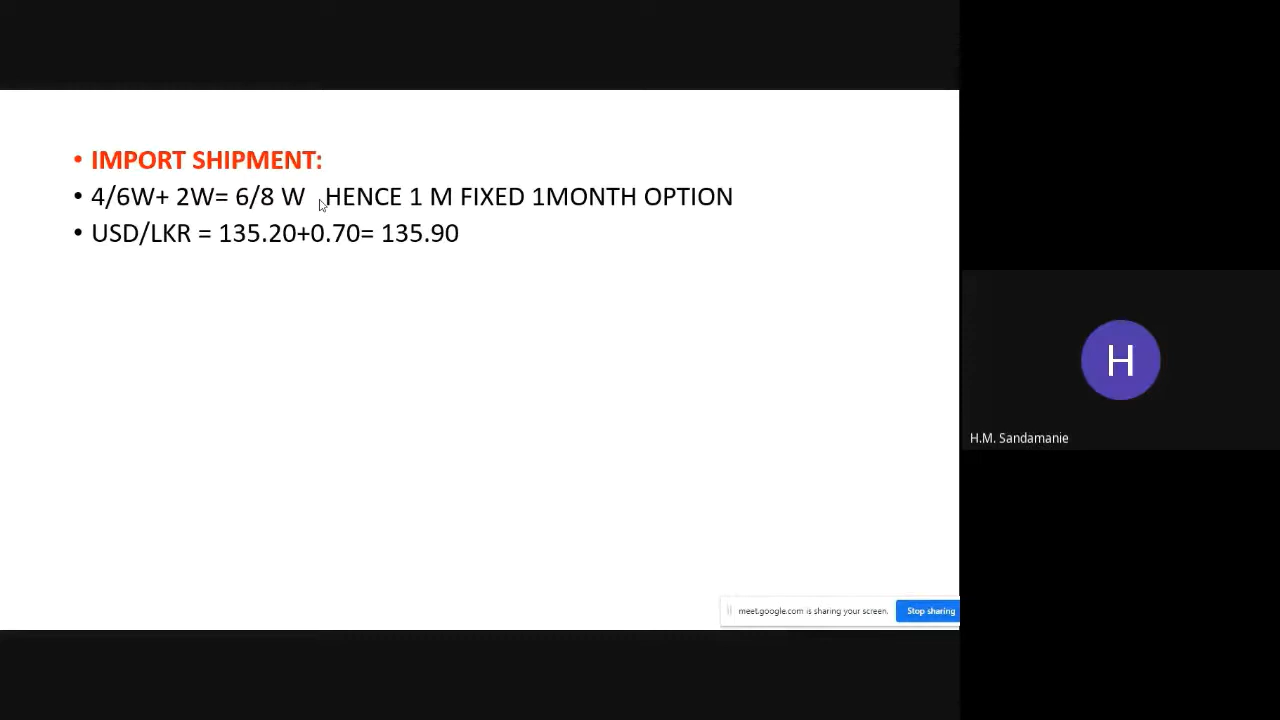 • IMPORT SHIPMENT:
• 4/6W+ 2W= 6/8 W HENCE 1 M FIXED 1MONTH OPTION
• USD/LKR = 135.20+0.70= 135.90
H
H.M. Sandamanie
meet.google.com is sharing your screen. Stop sharing